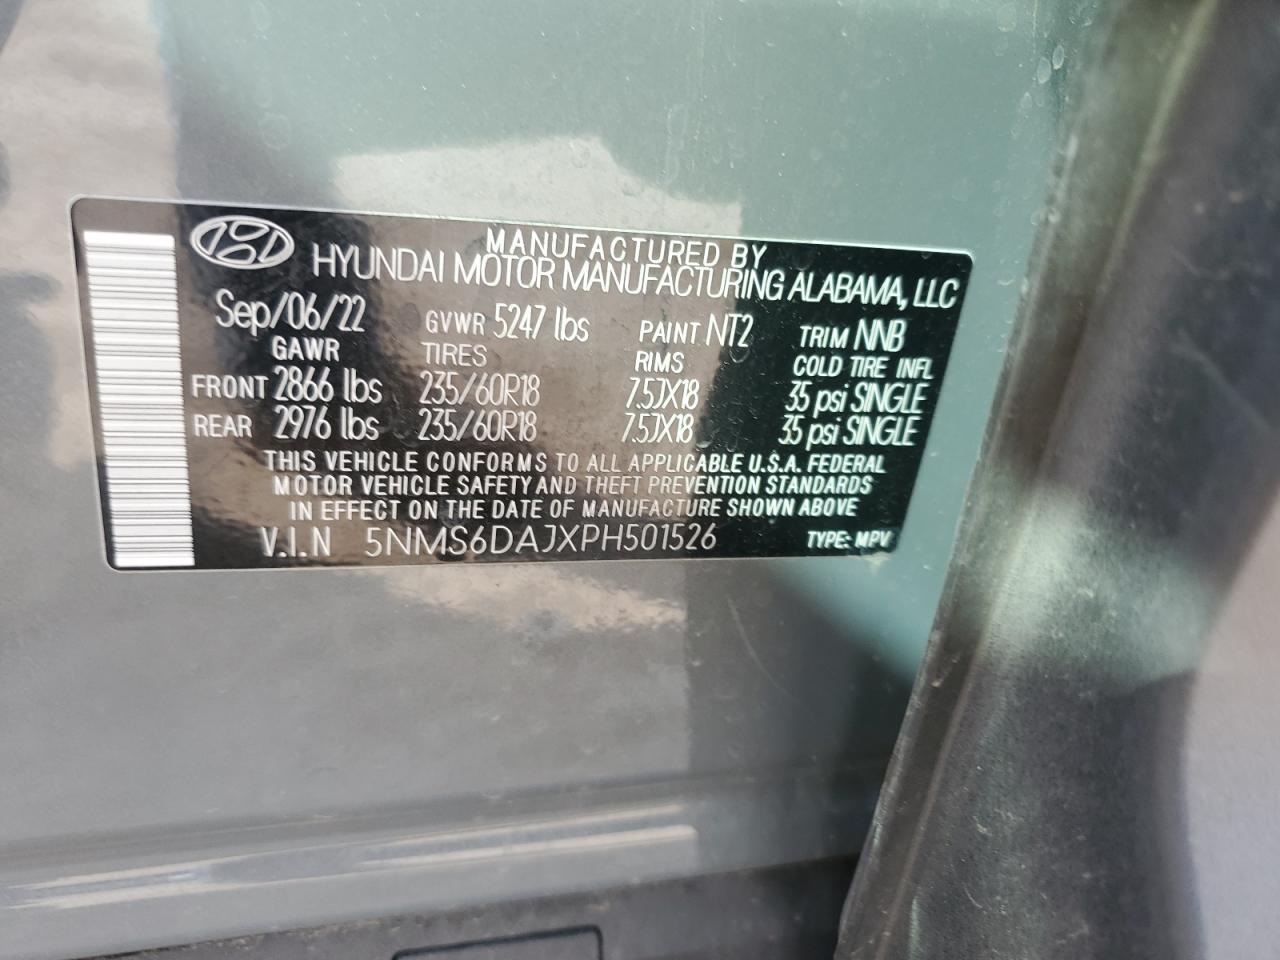 MANUFACTURED BY
HYUNDAI MOTOR MANUFACTURING ALABAMA, LLC
Sep/06/22 GVWR 5247 lbs PAINT NT2 TRIM NNB
GAWR TIRES RIMS COLD TIRE INFL
FRONT 2866 lbs 235/60R18 7.5JX18 35 psi SINGLE
REAR 2976 lbs 235/60R18 7.5JX18 35 psi SINGLE
THIS VEHICLE CONFORMS TO ALL APPLICABLE U.S.A. FEDERAL
MOTOR VEHICLE SAFETY AND THEFT PREVENTION STANDARDS
IN EFFECT ON THE DATE OF MANUFACTURE SHOWN ABOVE
V.I.N 5NMS6DAJXPH501526 TYPE: MPV